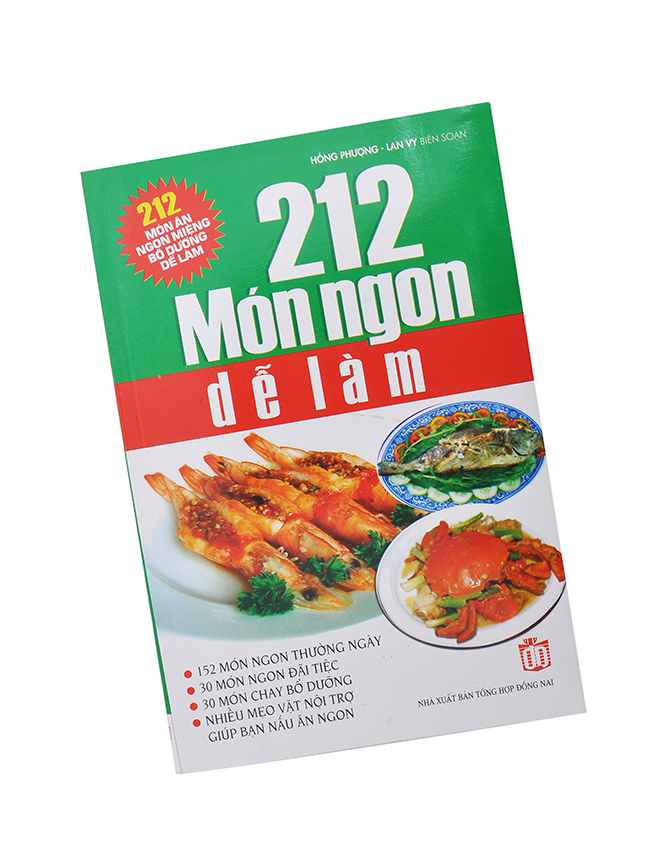 HỒNG PHƯỢNG - LAN VY BIÊN SOẠN
212
MÓN ĂN
NGON MIỆNG
BỔ DƯỠNG
DỄ LÀM
212
Món ngon
dễ làm
• 152 MÓN NGON THƯỜNG NGÀY
• 30 MÓN NGON ĐÃI TIỆC
• 30 MÓN CHAY BỔ DƯỠNG
• NHIỀU MẸO VẶT NỘI TRỢ
GIÚP BẠN NẤU ĂN NGON
ĐN
NHÀ XUẤT BẢN TỔNG HỢP ĐỒNG NAI